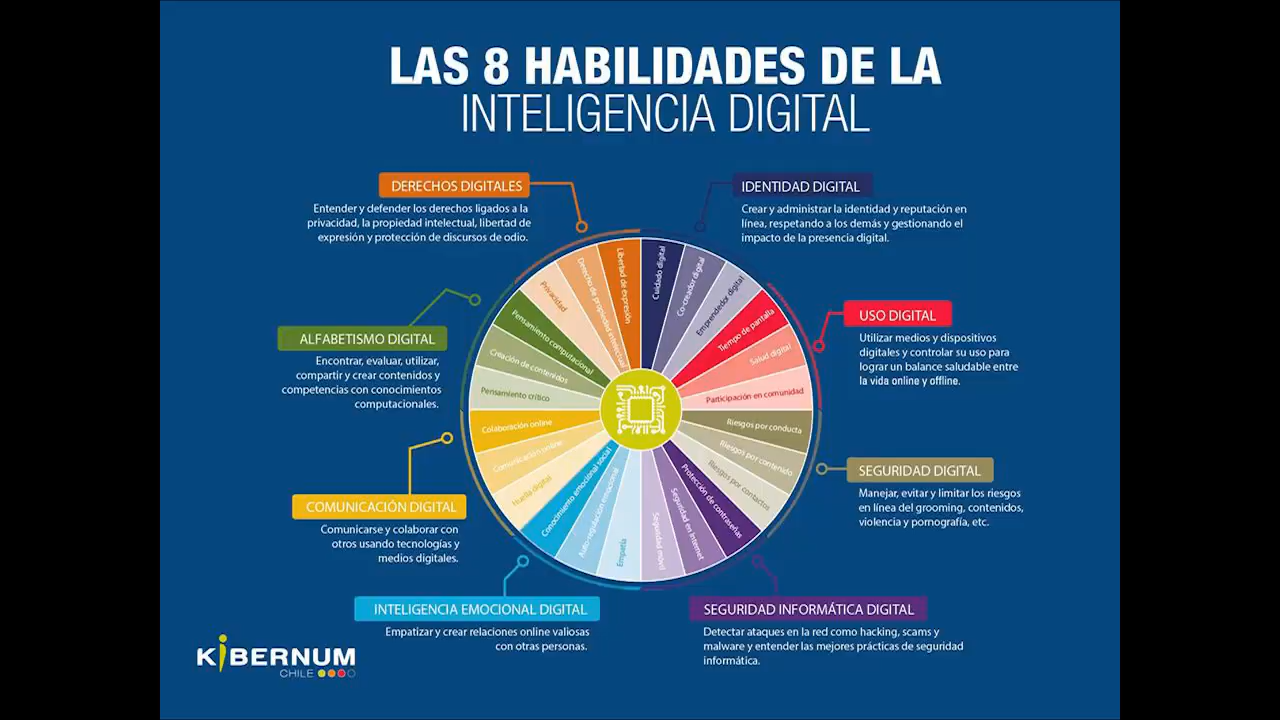 LAS 8 HABILIDADES DE LA
INTELIGENCIA DIGITAL
DERECHOS DIGITALES
Entender y defender los derechos ligados a la
privacidad, la propiedad intelectual, libertad de
expresión y protección de discursos de odio.
IDENTIDAD DIGITAL
Crear y administrar la identidad y reputación en
línea, respetando a los demás y gestionando el
impacto de la presencia digital.
ALFABETISMO DIGITAL
Encontrar, evaluar, utilizar,
compartir y crear contenidos y
competencias con conocimientos
computacionales.
USO DIGITAL
Utilizar medios y dispositivos
digitales y controlar su uso para
lograr un balance saludable entre
la vida online y offline.
COMUNICACIÓN DIGITAL
Comunicarse y colaborar con
otros usando tecnologías y
medios digitales.
SEGURIDAD DIGITAL
Manejar, evitar y limitar los riesgos
en línea del grooming, contenidos,
violencia y pornografía, etc.
INTELIGENCIA EMOCIONAL DIGITAL
Empatizar y crear relaciones online valiosas
con otras personas.
SEGURIDAD INFORMÁTICA DIGITAL
Detectar ataques en la red como hacking, scams y
malware y entender las mejores prácticas de seguridad
informática.
Cuidado digital
Co-creador digital
Emprendedor digital
Tiempo de pantalla
Salud digital
Participación en comunidad
Riesgos por conducta
Riesgos por contenido
Riesgos por contactos
Protección de contraseñas
Seguridad en Internet
Seguridad móvil
Empatía
Auto-regulación emocional
Conocimiento emocional social
Huella digital
Comunicación online
Colaboración online
Pensamiento crítico
Creación de contenidos
Pensamiento computacional
Privacidad
Derecho de propiedad intelectual
Libertad de expresión
KIBERNUM
CHILE